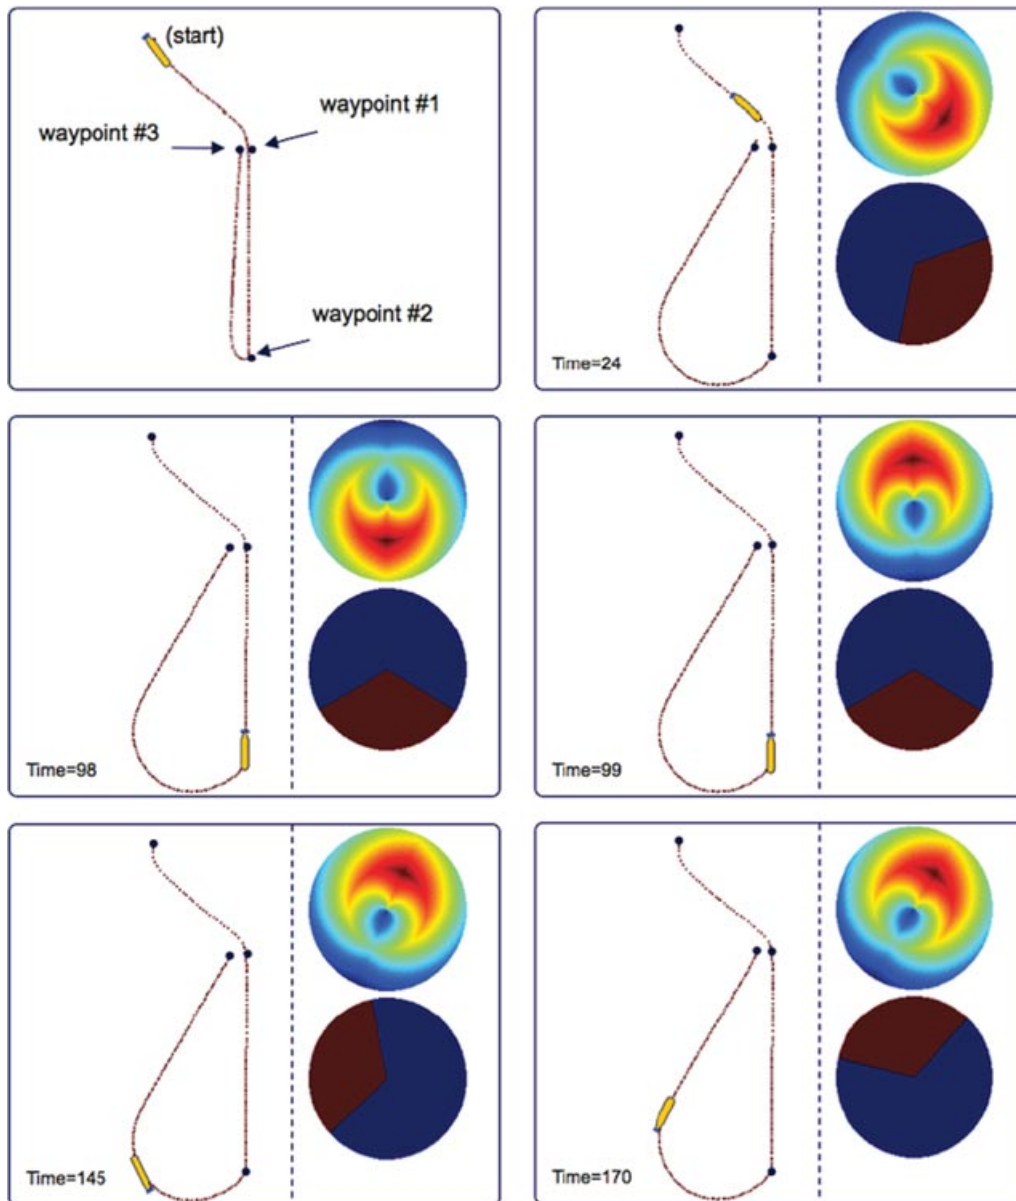 (start)
waypoint #1
waypoint #3
waypoint #2
Time=24
Time=98
Time=99
Time=145
Time=170